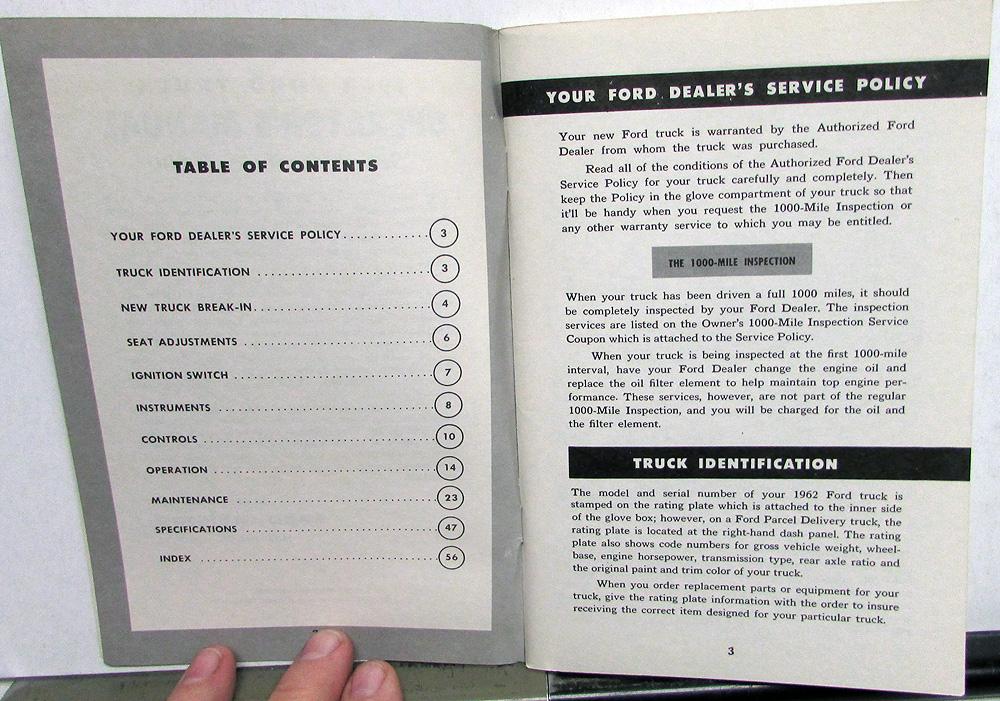 TABLE OF CONTENTS
YOUR FORD DEALER'S SERVICE POLICY............ 3
TRUCK IDENTIFICATION ........................ 3
NEW TRUCK BREAK-IN........................... 4
SEAT ADJUSTMENTS ............................ 6
IGNITION SWITCH ............................. 7
INSTRUMENTS ................................. 8
CONTROLS .................................... 10
OPERATION ................................... 14
MAINTENANCE ................................. 23
SPECIFICATIONS .............................. 47
INDEX ....................................... 56
YOUR FORD DEALER'S SERVICE POLICY
Your new Ford truck is warranted by the Authorized Ford
Dealer from whom the truck was purchased.
Read all of the conditions of the Authorized Ford Dealer's
Service Policy for your truck carefully and completely. Then
keep the Policy in the glove compartment of your truck so that
it'll be handy when you request the 1000-Mile Inspection or
any other warranty service to which you may be entitled.
THE 1000-MILE INSPECTION
When your truck has been driven a full 1000 miles, it should
be completely inspected by your Ford Dealer. The inspection
services are listed on the Owner's 1000-Mile Inspection Service
Coupon which is attached to the Service Policy.
When your truck is being inspected at the first 1000-mile
interval, have your Ford Dealer change the engine oil and
replace the oil filter element to help maintain top engine per-
formance. These services, however, are not part of the regular
1000-Mile Inspection, and you will be charged for the oil and
the filter element.
TRUCK IDENTIFICATION
The model and serial number of your 1962 Ford truck is
stamped on the rating plate which is attached to the inner side
of the glove box; however, on a Ford Parcel Delivery truck, the
rating plate is located at the right-hand dash panel. The rating
plate also shows code numbers for gross vehicle weight, wheel-
base, engine horsepower, transmission type, rear axle ratio and
the original paint and trim color of your truck.
When you order replacement parts or equipment for your
truck, give the rating plate information with the order to insure
receiving the correct item designed for your particular truck.
3